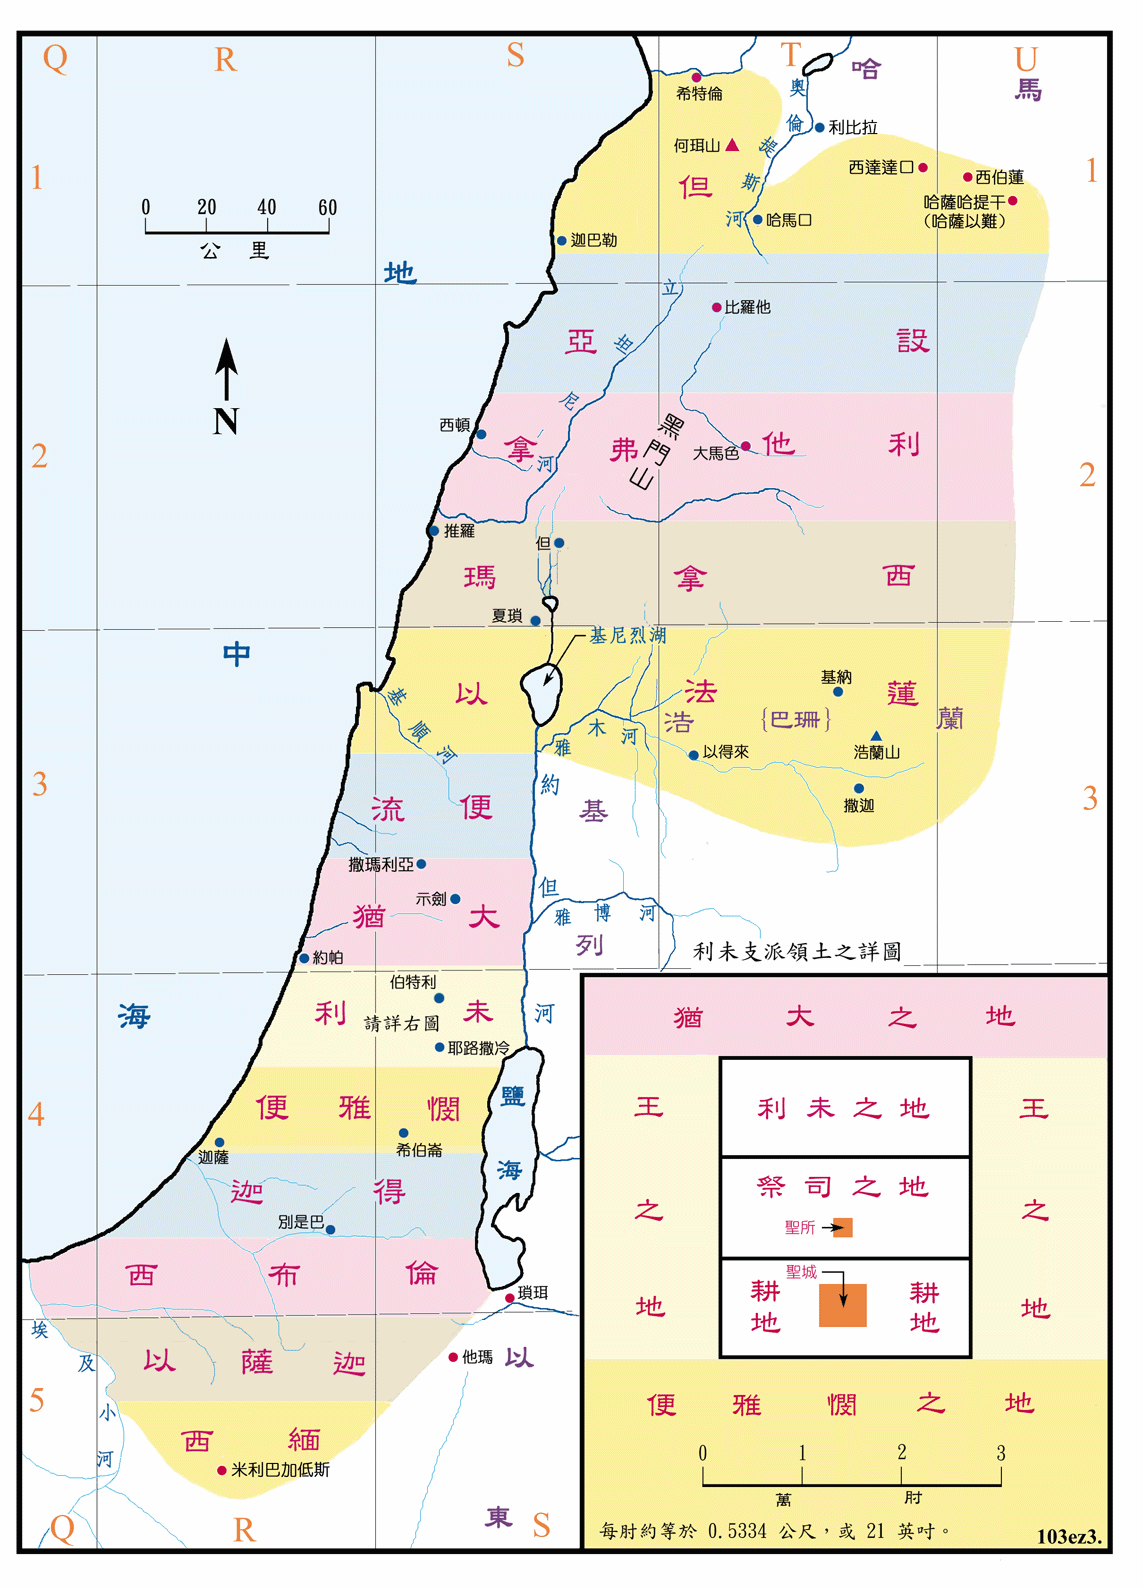 Q R S T U
哈
馬
希特倫
奧倫提斯河
利比拉
何珥山
西達達口
西伯蓮
1
1
但
哈薩哈提干
(哈薩以難)
0 20 40 60
公里
哈馬口
迦巴勒
地
立坦尼河
比羅他
亞設
N
西頓
拿弗他利
黑門山
大馬色
2
2
推羅
但
瑪拿西
夏瑣
基尼烈湖
中
以法蓮
基納
基順河
浩蘭
{巴珊}
雅木河
以得來
浩蘭山
3
3
約但河
撒迦
流便
基列
撒瑪利亞
示劍
猶大
雅博河
約帕
利未支派領土之詳圖
伯特利
海
利未
請詳右圖
耶路撒冷
4
便雅憫
鹽海
希伯崙
迦薩
迦得
別是巴
西布倫
瑣珥
埃及小河
以薩迦
他瑪
以東
5
西緬
米利巴加低斯
Q R S
猶大之地
王之地
利未之地
王之地
祭司之地
聖所
聖城
耕地
耕地
便雅憫之地
0 1 2 3
萬肘
每肘約等於 0.5334 公尺，或 21 英吋。
103ez3.